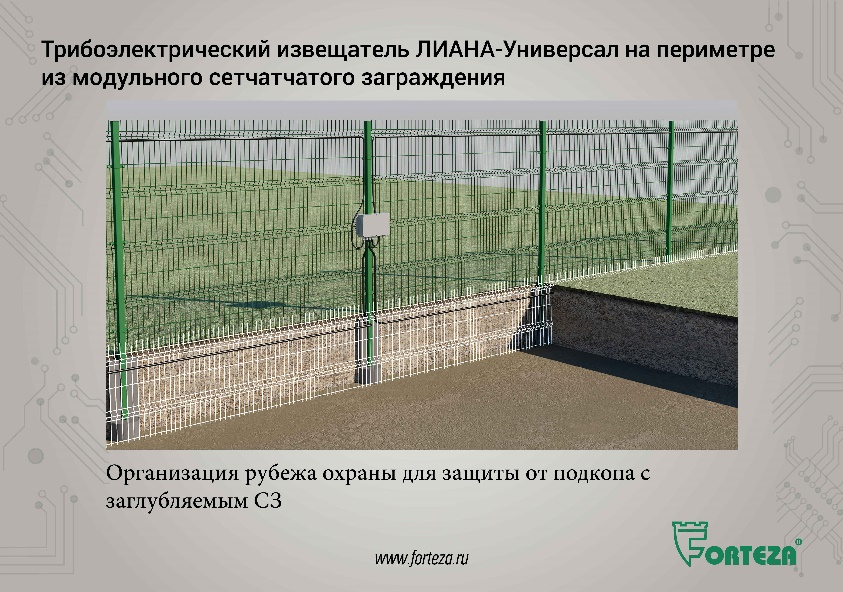 Трибоэлектрический извещатель ЛИАНА-Универсал на периметре
из модульного сетчатчатого заграждения
Организация рубежа охраны для защиты от подкопа с
заглубляемым СЗ
www.forteza.ru
FORTEZA®